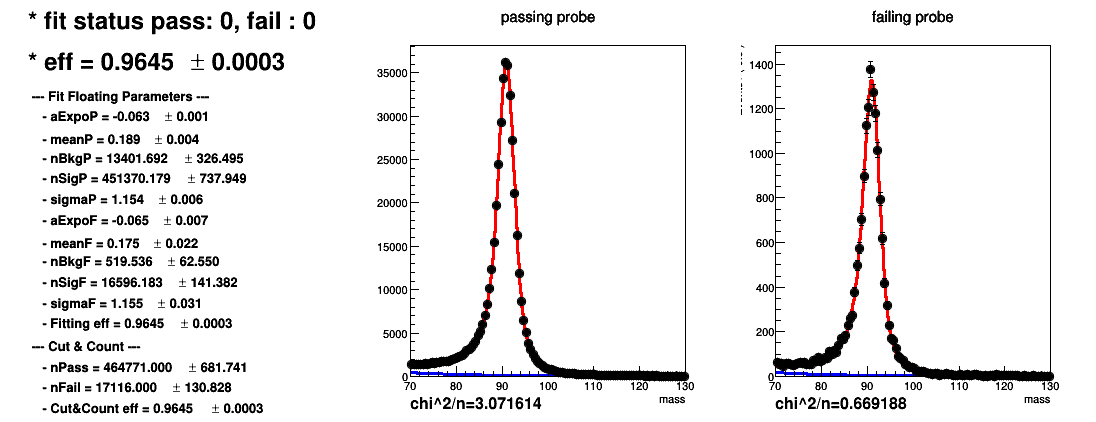 * fit status pass: 0, fail : 0
* eff = 0.9645 ± 0.0003
--- Fit Floating Parameters ---
- aExpoP = -0.063 ± 0.001
- meanP = 0.189 ± 0.004
- nBkgP = 13401.692 ± 326.495
- nSigP = 451370.179 ± 737.949
- sigmaP = 1.154 ± 0.006
- aExpoF = -0.065 ± 0.007
- meanF = 0.175 ± 0.022
- nBkgF = 519.536 ± 62.550
- nSigF = 16596.183 ± 141.382
- sigmaF = 1.155 ± 0.031
- Fitting eff = 0.9645 ± 0.0003
--- Cut & Count ---
- nPass = 464771.000 ± 681.741
- nFail = 17116.000 ± 130.828
- Cut&Count eff = 0.9645 ± 0.0003
passing probe
35000
30000
25000
20000
15000
10000
5000
0
70 80 90 100 110 120 130
mass
chi^2/n=3.071614
failing probe
1400
1200
1000
800
600
400
200
0
70 80 90 100 110 120 130
mass
chi^2/n=0.669188